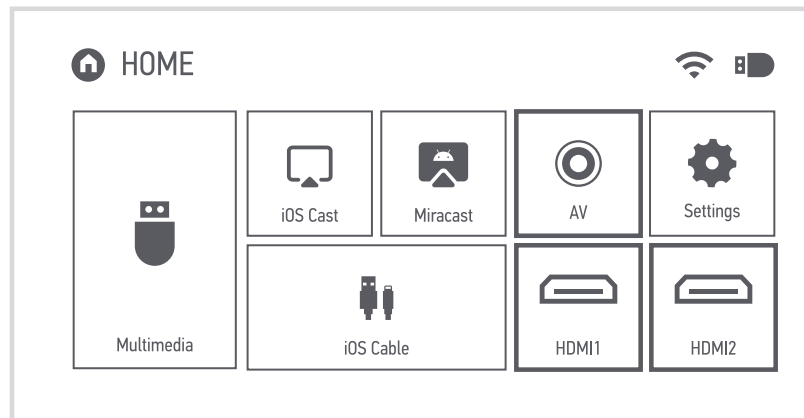 HOME
iOS Cast
Miracast
AV
Settings
Multimedia
iOS Cable
HDMI1
HDMI2